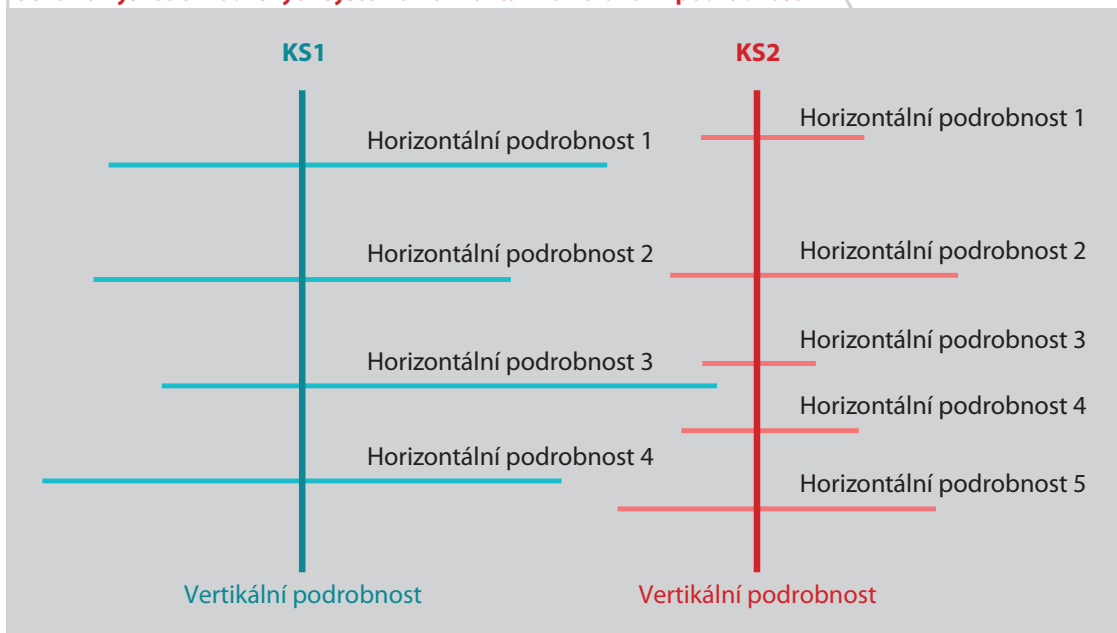 KS1
Horizontální podrobnost 1
Horizontální podrobnost 2
Horizontální podrobnost 3
Horizontální podrobnost 4
Vertikální podrobnost
KS2
Horizontální podrobnost 1
Horizontální podrobnost 2
Horizontální podrobnost 3
Horizontální podrobnost 4
Horizontální podrobnost 5
Vertikální podrobnost